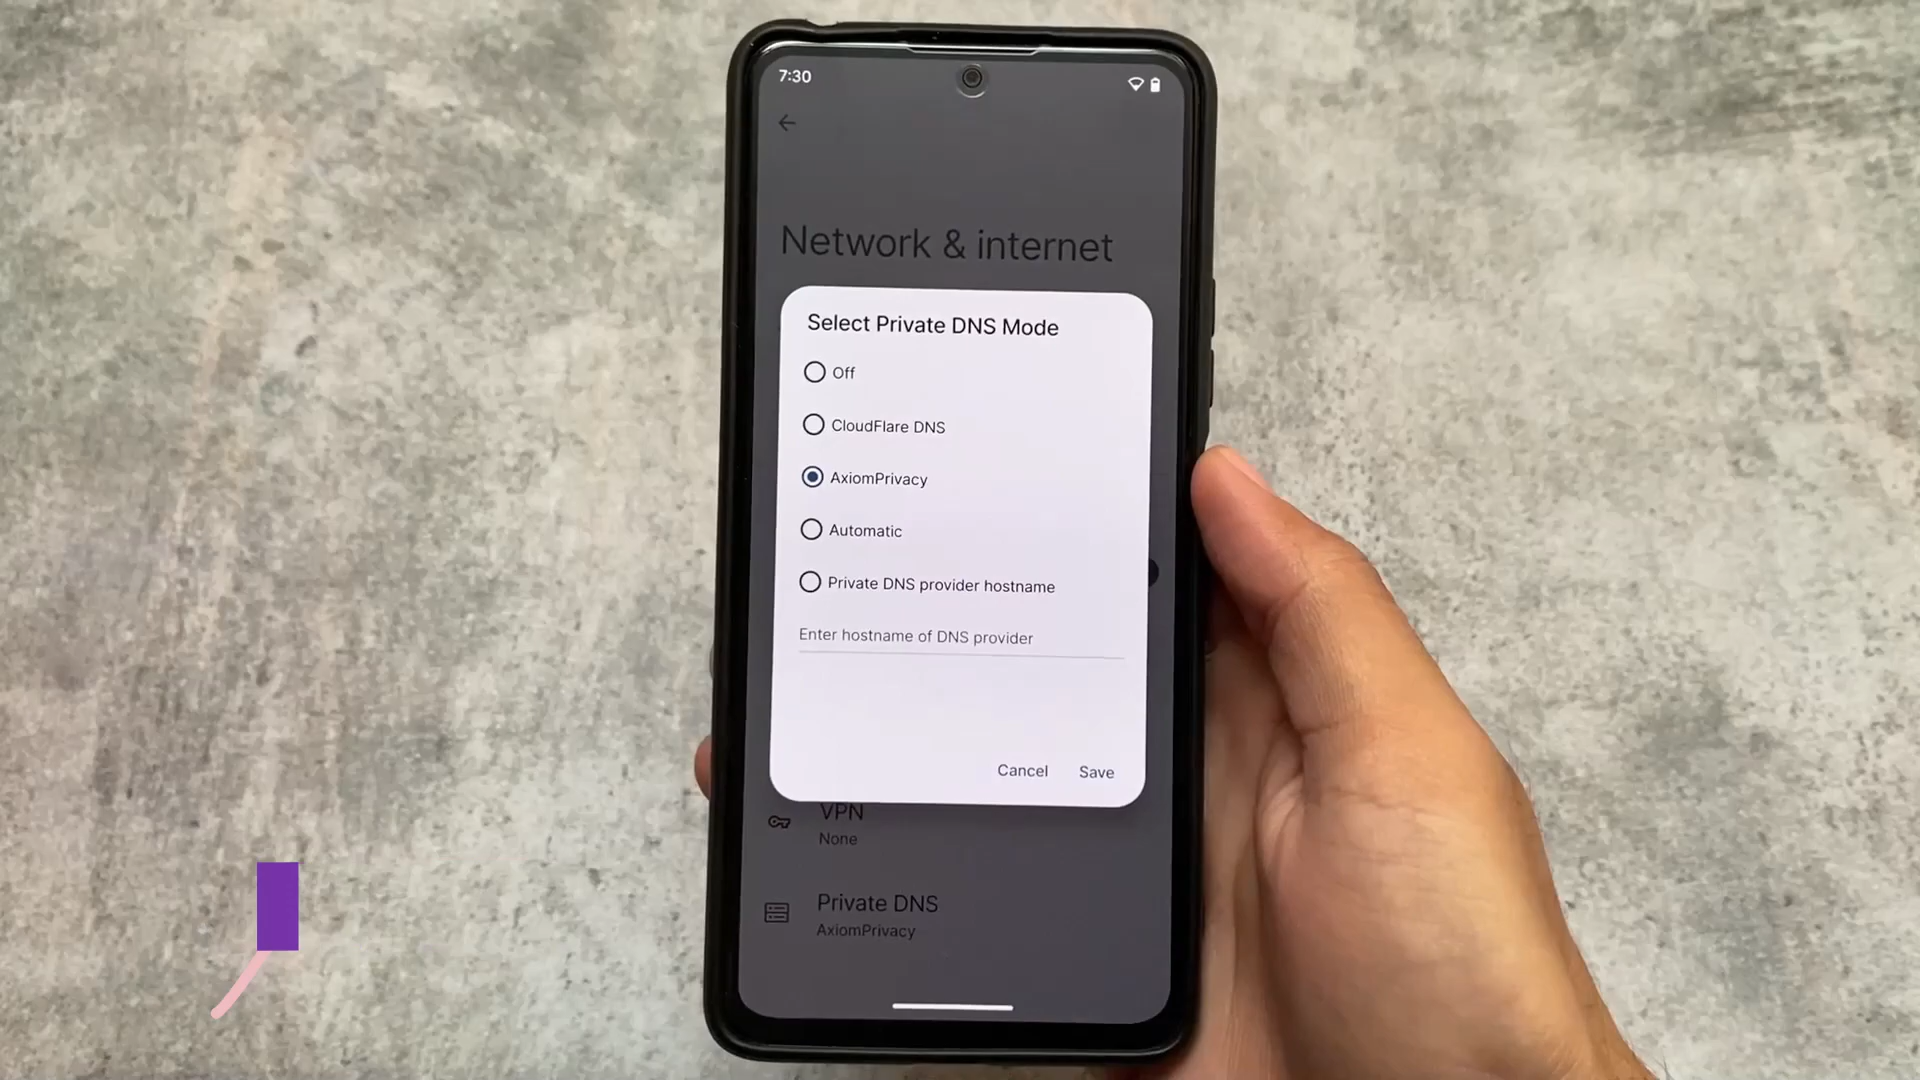 7:30
Network & internet
Select Private DNS Mode
Off
CloudFlare DNS
AxiomPrivacy
Automatic
Private DNS provider hostname
Enter hostname of DNS provider
Cancel Save
VPN
None
Private DNS
AxiomPrivacy